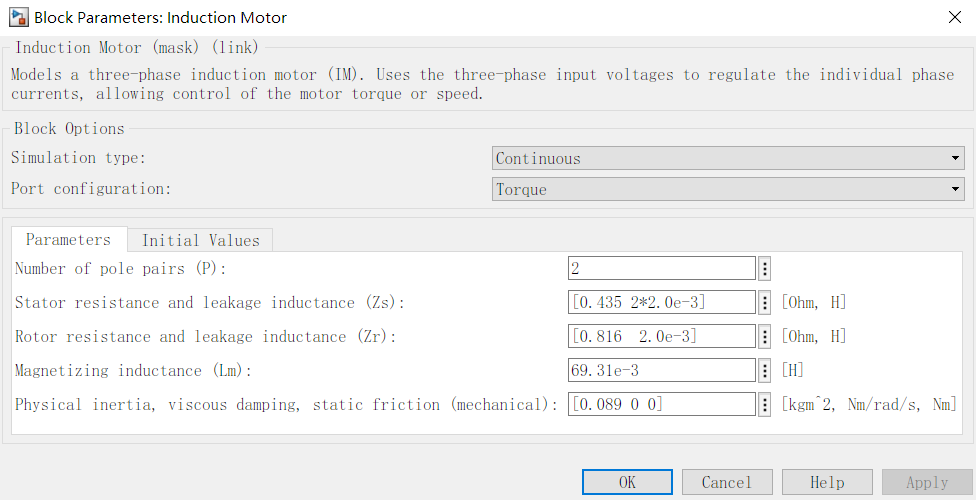 Block Parameters: Induction Motor
Induction Motor (mask) (link)
Models a three-phase induction motor (IM). Uses the three-phase input voltages to regulate the individual phase
currents, allowing control of the motor torque or speed.
Block Options
Simulation type: Continuous
Port configuration: Torque
Parameters Initial Values
Number of pole pairs (P): 2
Stator resistance and leakage inductance (Zs): [0.435 2*2.0e-3] [Ohm, H]
Rotor resistance and leakage inductance (Zr): [0.816  2.0e-3] [Ohm, H]
Magnetizing inductance (Lm): 69.31e-3 [H]
Physical inertia, viscous damping, static friction (mechanical): [0.089 0 0] [kgm^2, Nm/rad/s, Nm]
OK Cancel Help Apply